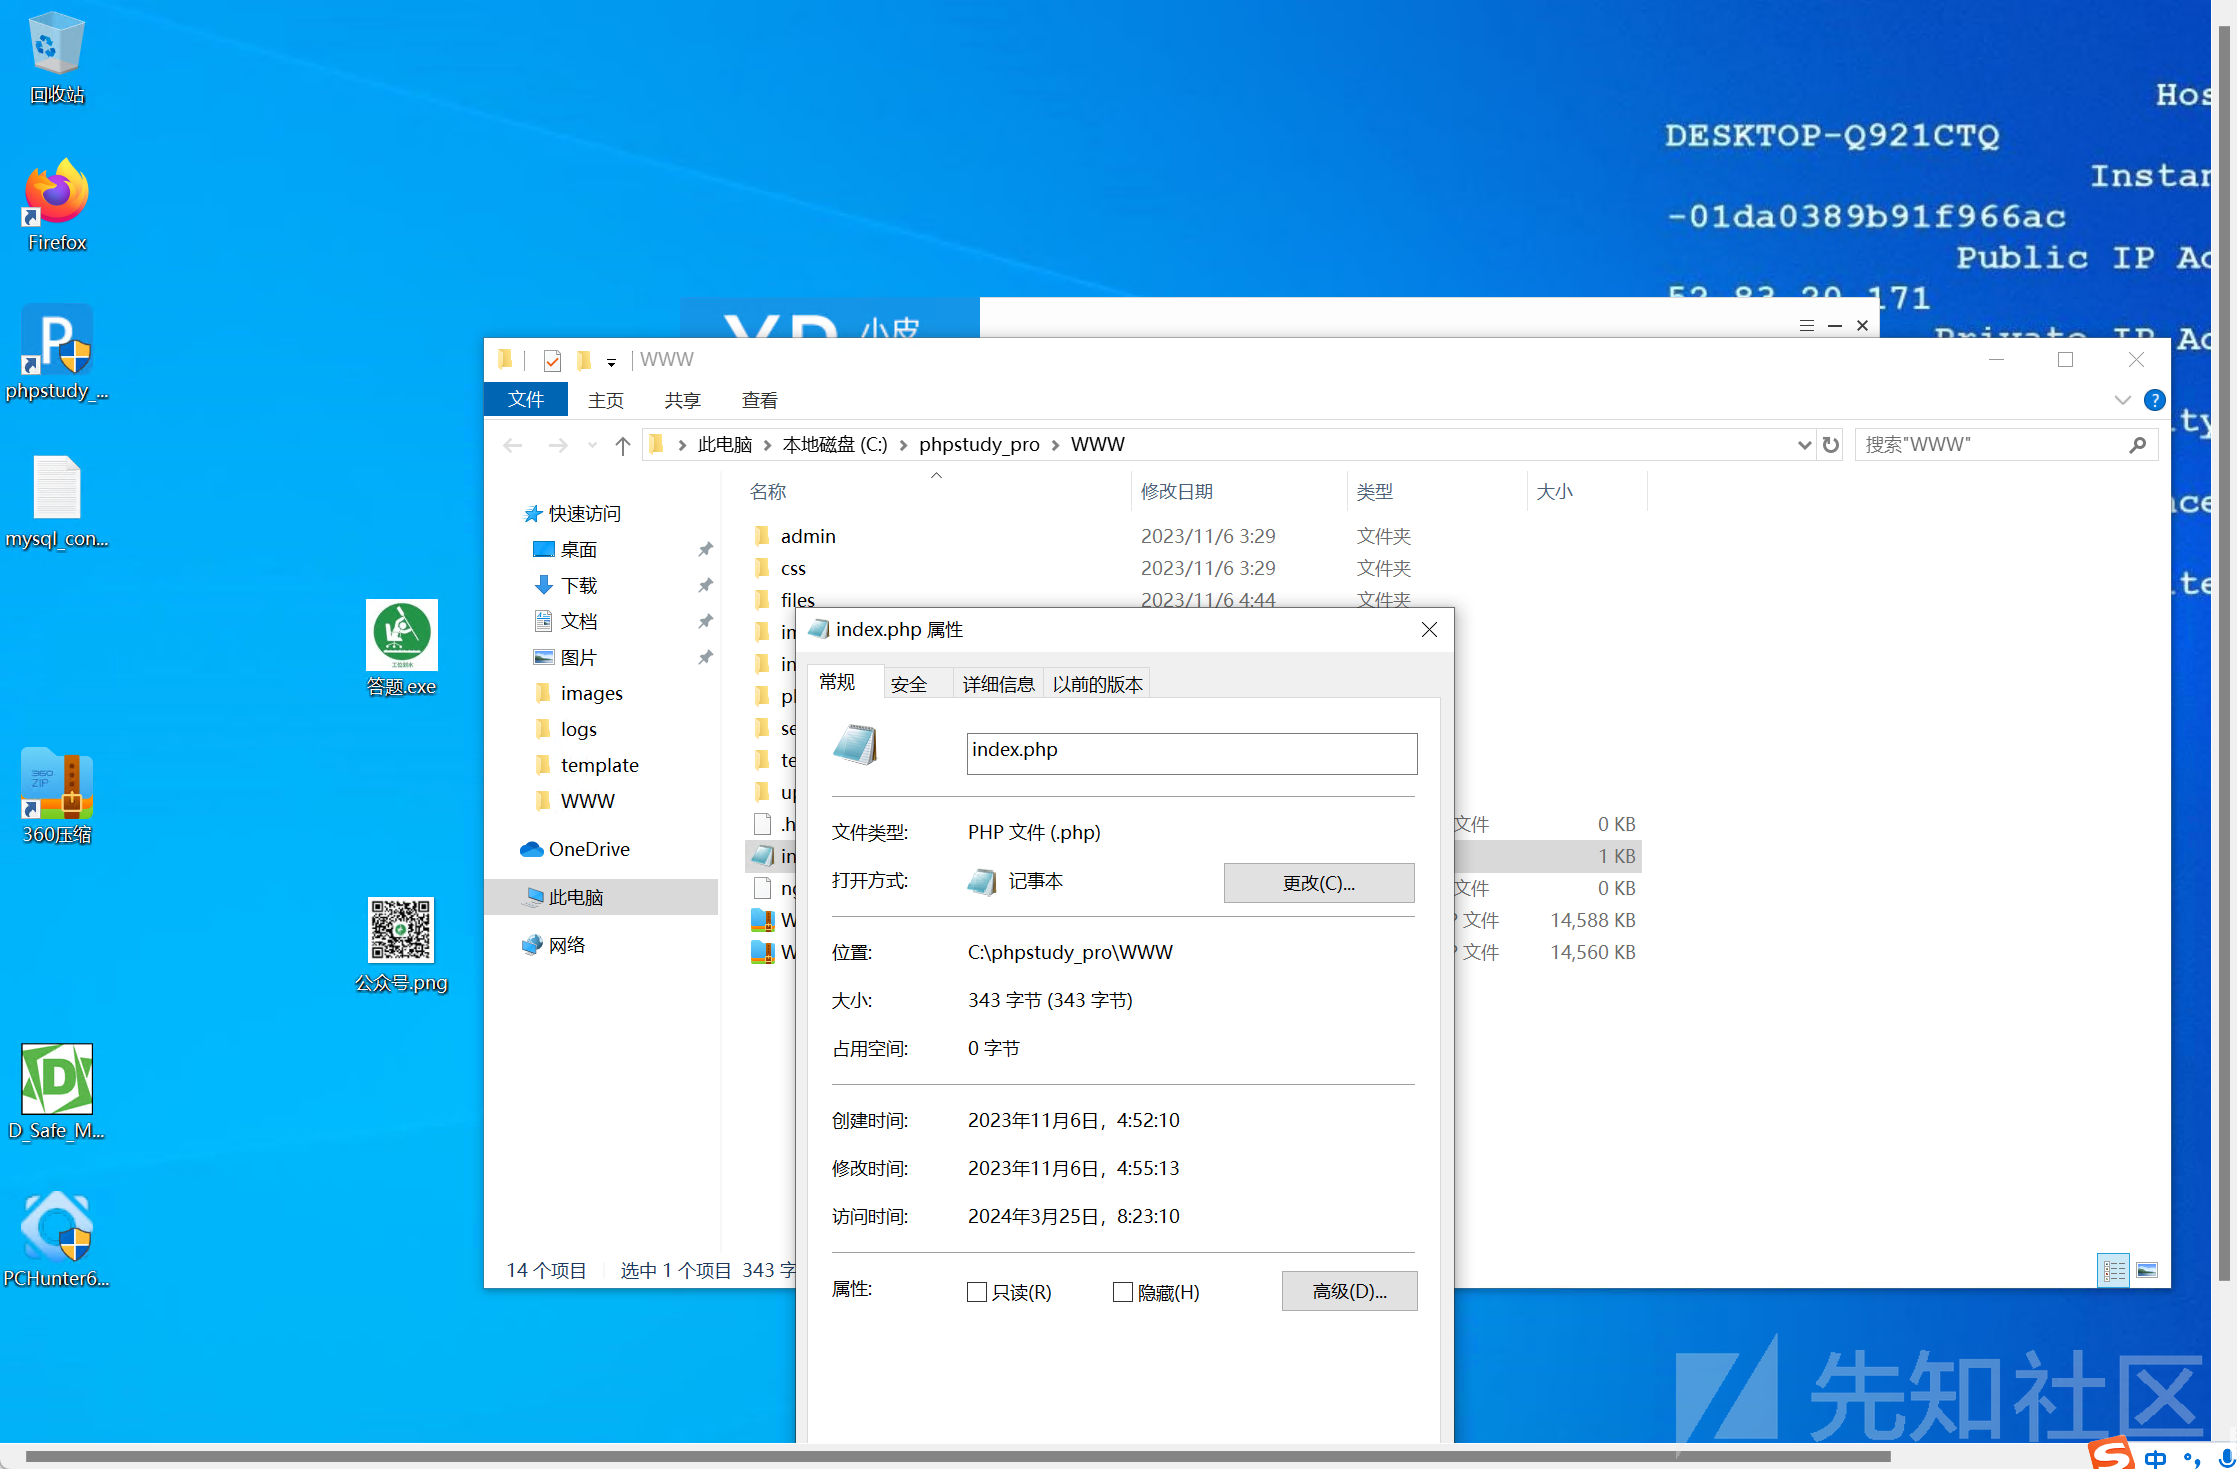 回收站
Firefox
phpstudy_...
mysql_con...
答题.exe
360压缩
公众号.png
D_Safe_M...
PCHunter6...
Hos
DESKTOP-Q921CTQ
Instan
-01da0389b91f966ac
Public IP Ad
52.83.20.171
Private IP Ad
小皮
WWW
文件 主页 共享 查看
此电脑 本地磁盘 (C:) phpstudy_pro WWW
搜索"WWW"
名称 修改日期 类型 大小
快速访问
桌面
下载
文档
图片
images
logs
template
WWW
OneDrive
此电脑
网络
admin 2023/11/6 3:29 文件夹
css 2023/11/6 3:29 文件夹
files 2023/11/6 4:44 文件夹
文件 0 KB
1 KB
文件 0 KB
文件 14,588 KB
文件 14,560 KB
14 个项目 选中 1 个项目 343 字
index.php 属性
常规 安全 详细信息 以前的版本
index.php
文件类型: PHP 文件 (.php)
打开方式: 记事本 更改(C)...
位置: C:\phpstudy_pro\WWW
大小: 343 字节 (343 字节)
占用空间: 0 字节
创建时间: 2023年11月6日，4:52:10
修改时间: 2023年11月6日，4:55:13
访问时间: 2024年3月25日，8:23:10
属性: 只读(R) 隐藏(H) 高级(D)...
先知社区
中